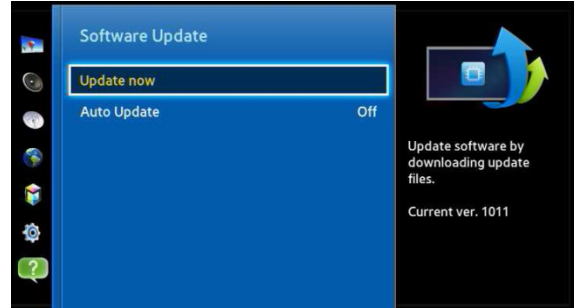 Software Update
Update now
Auto Update Off
Update software by
downloading update
files.
Current ver. 1011
?